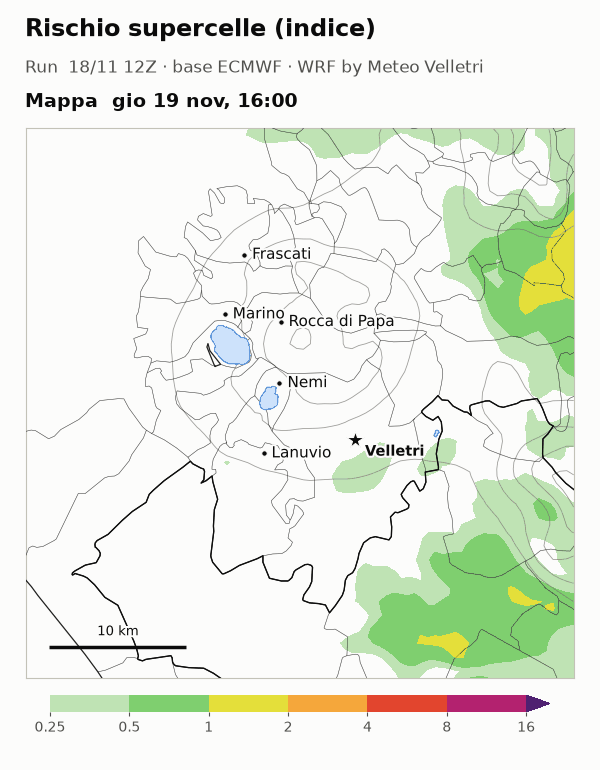 Rischio supercelle (indice)
Run 18/11 12Z · base ECMWF · WRF by Meteo Velletri
Mappa gio 19 nov, 16:00
Frascati
Marino
Rocca di Papa
Nemi
Velletri
Lanuvio
10 km
0.25 0.5 1 2 4 8 16